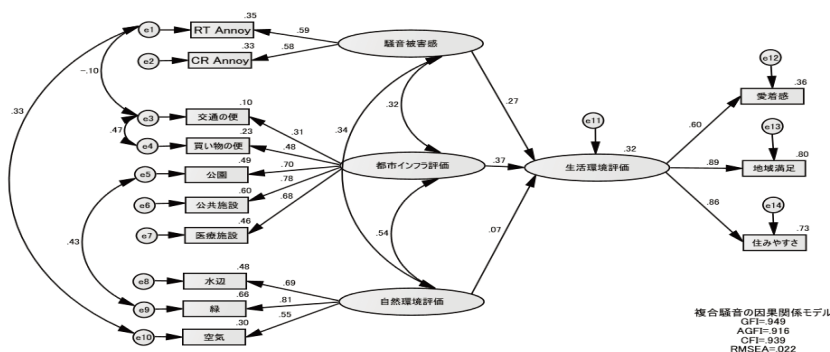 e1
RT Annoy
.35
.59
騒音被害感
e2
CR Annoy
.33
.58
-.10
.33
e3
交通の便
.10
.31
.47
e4
買い物の便
.23
.48
e5
公園
.49
.70
e6
公共施設
.60
.78
e7
医療施設
.46
.68
都市インフラ評価
.34
.32
.27
.37
.43
.54
.07
e8
水辺
.48
.69
e9
緑
.66
.81
e10
空気
.30
.55
自然環境評価
e11
生活環境評価
.32
e12
.36
愛着感
.60
e13
.80
地域満足
.89
e14
.73
住みやすさ
.86
複合騒音の因果関係モデル
GFI=.949
AGFI=.916
CFI=.939
RMSEA=.022